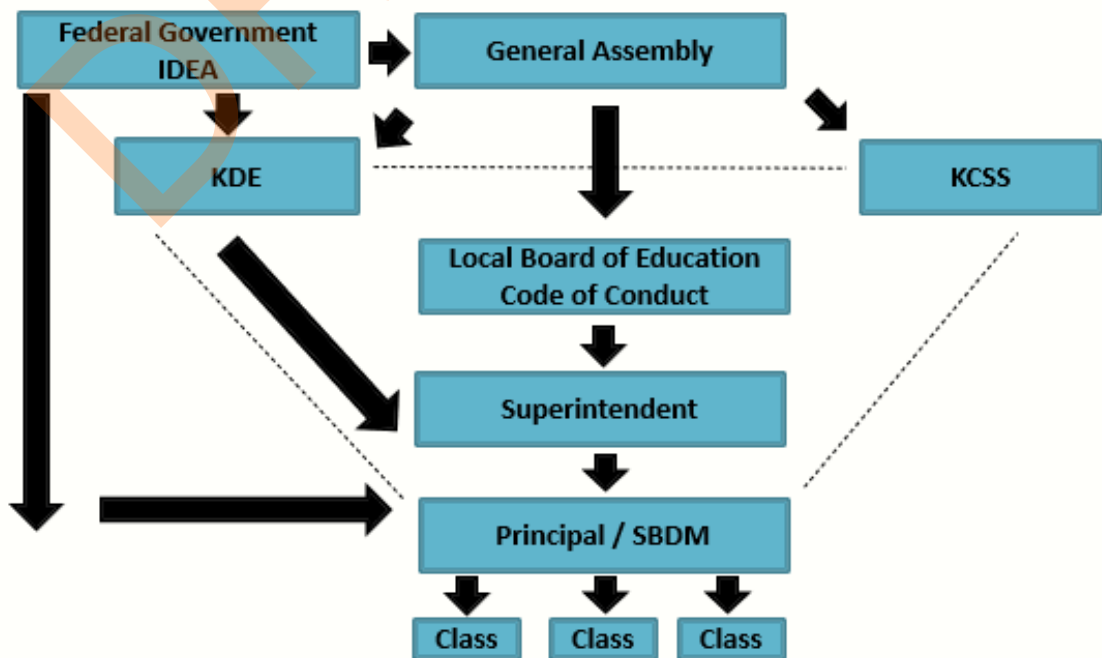 Federal Government
IDEA
General Assembly
KDE
KCSS
Local Board of Education
Code of Conduct
Superintendent
Principal / SBDM
Class
Class
Class